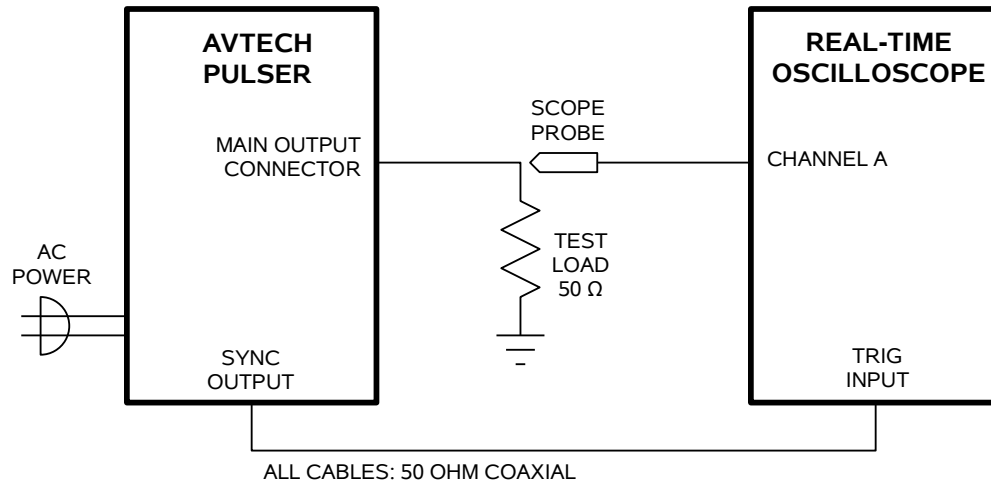 AVTECH
PULSER
REAL-TIME
OSCILLOSCOPE
SCOPE
PROBE
MAIN OUTPUT
CONNECTOR
CHANNEL A
TEST
LOAD
50 Ω
AC
POWER
SYNC
OUTPUT
TRIG
INPUT
ALL CABLES: 50 OHM COAXIAL